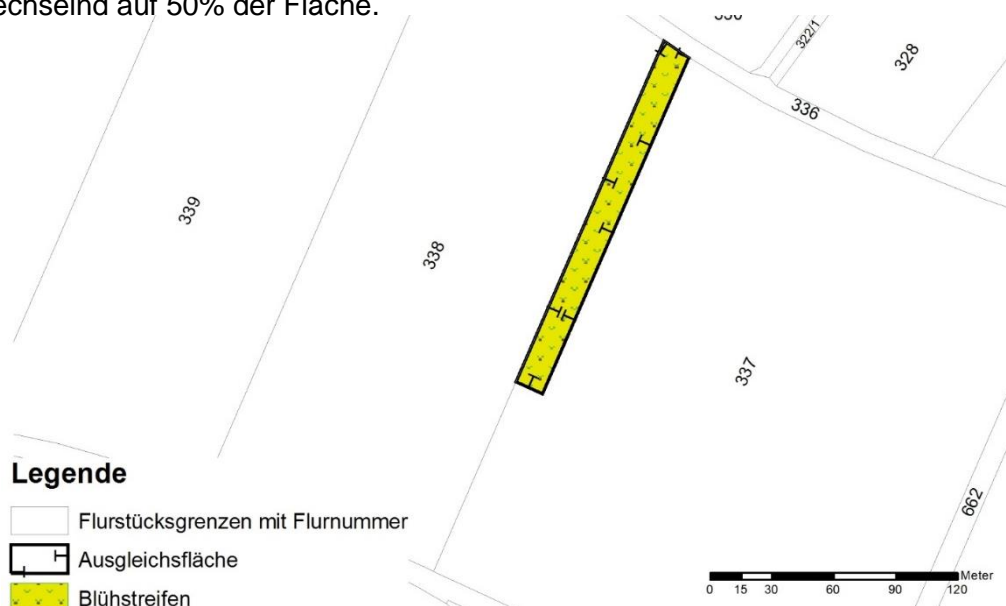 echselnd auf 50% der Fläche.
322/1
328
336
339
338
337
662
Legende
Flurstücksgrenzen mit Flurnummer
Ausgleichsfläche
Blühstreifen
Meter
0 15 30 60 90 120